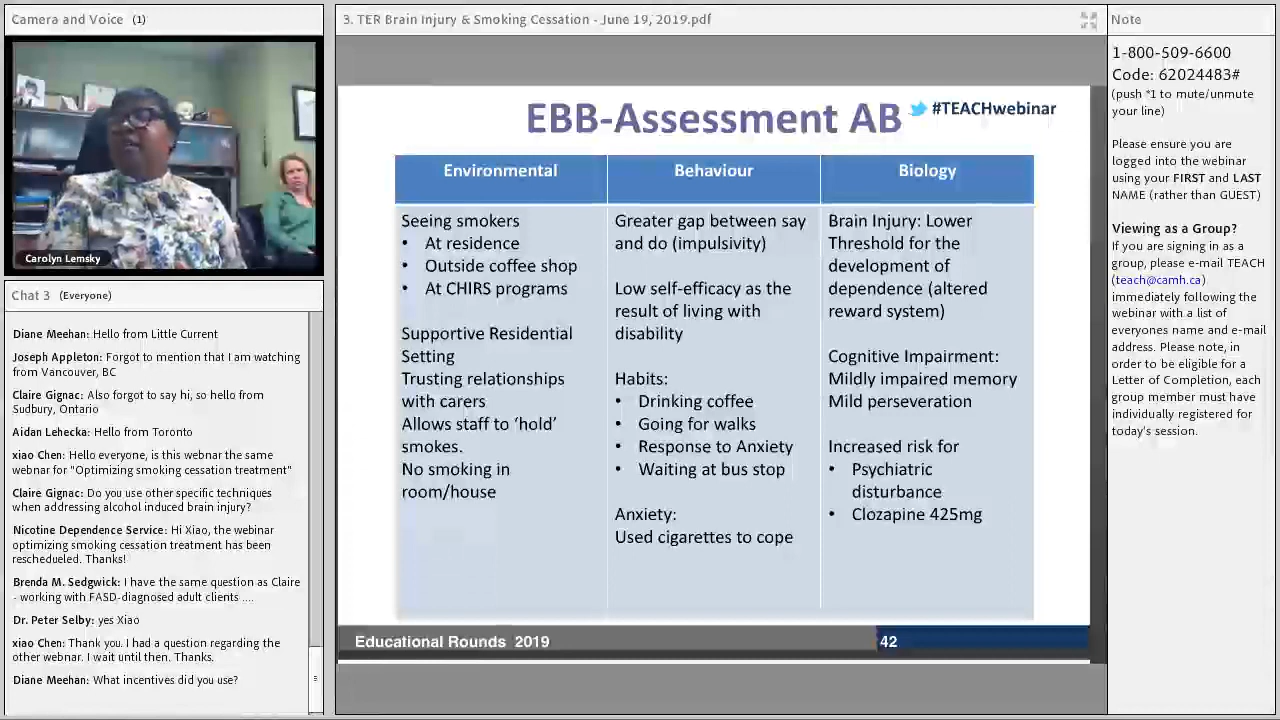 Camera and Voice (1)
Carolyn Lemsky
Chat 3 (Everyone)
Diane Meehan: Hello from Little Current
Joseph Appleton: Forgot to mention that I am watching
from Vancouver, BC
Claire Gignac: Also forgot to say hi, so hello from
Sudbury, Ontario
Aidan Lehecka: Hello from Toronto
xiao Chen: Hello everyone, is this webinar the same
webinar for "Optimizing smoking cessation treatment"
Claire Gignac: Do you use other specific techniques
when addressing alcohol induced brain injury?
Nicotine Dependence Service: Hi Xiao, the webinar
optimizing smoking cessation treatment has been
reschedueled. Thanks!
Brenda M. Sedgwick: I have the same question as Claire
- working with FASD-diagnosed adult clients ....
Dr. Peter Selby: yes Xiao
xiao Chen: Thank you. I had a question regarding the
other webinar. I wait until then. Thanks.
Diane Meehan: What incentives did you use?
3. TER Brain Injury & Smoking Cessation - June 19, 2019.pdf
EBB-Assessment AB
#TEACHwebinar
Environmental
Seeing smokers
• At residence
• Outside coffee shop
• At CHIRS programs
Supportive Residential
Setting
Trusting relationships
with carers
Allows staff to ‘hold’
smokes.
No smoking in
room/house
Behaviour
Greater gap between say
and do (impulsivity)
Low self-efficacy as the
result of living with
disability
Habits:
• Drinking coffee
• Going for walks
• Response to Anxiety
• Waiting at bus stop
Anxiety:
Used cigarettes to cope
Biology
Brain Injury: Lower
Threshold for the
development of
dependence (altered
reward system)
Cognitive Impairment:
Mildly impaired memory
Mild perseveration
Increased risk for
• Psychiatric
disturbance
• Clozapine 425mg
Educational Rounds 2019
42
Note
1-800-509-6600
Code: 62024483#
(push *1 to mute/unmute
your line)
Please ensure you are
logged into the webinar
using your FIRST and LAST
NAME (rather than GUEST)
Viewing as a Group?
If you are signing in as a
group, please e-mail TEACH
(teach@camh.ca)
immediately following the
webinar with a list of
everyones name and e-mail
address. Please note, in
order to be eligible for a
Letter of Completion, each
group member must have
individually registered for
today's session.